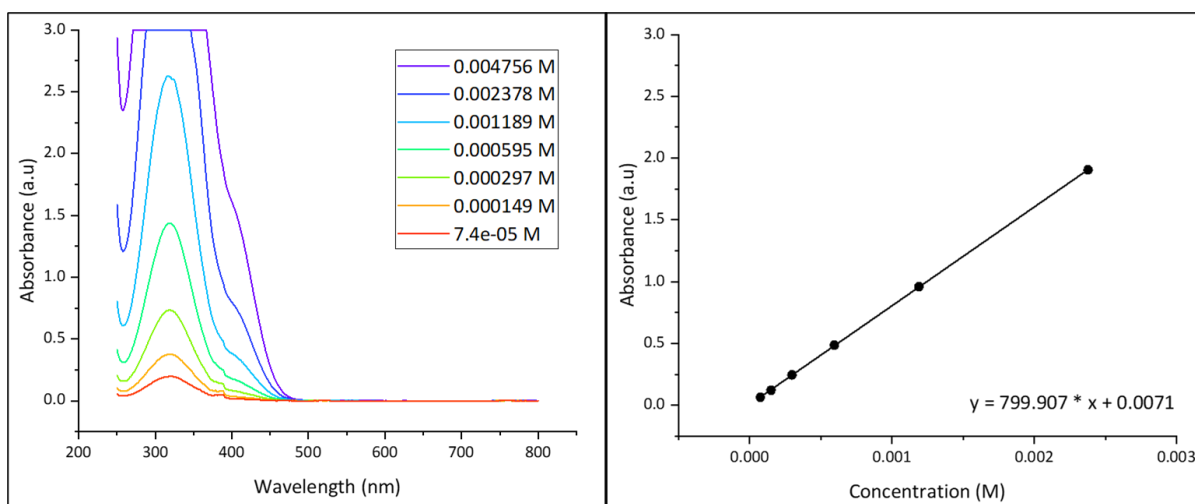 3.0
2.5
2.0
1.5
1.0
0.5
0.0
Absorbance (a.u)
200 300 400 500 600 700 800
Wavelength (nm)
0.004756 M
0.002378 M
0.001189 M
0.000595 M
0.000297 M
0.000149 M
7.4e-05 M
3.0
2.5
2.0
1.5
1.0
0.5
0.0
Absorbance (a.u)
y = 799.907 * x + 0.0071
0.000 0.001 0.002 0.003
Concentration (M)